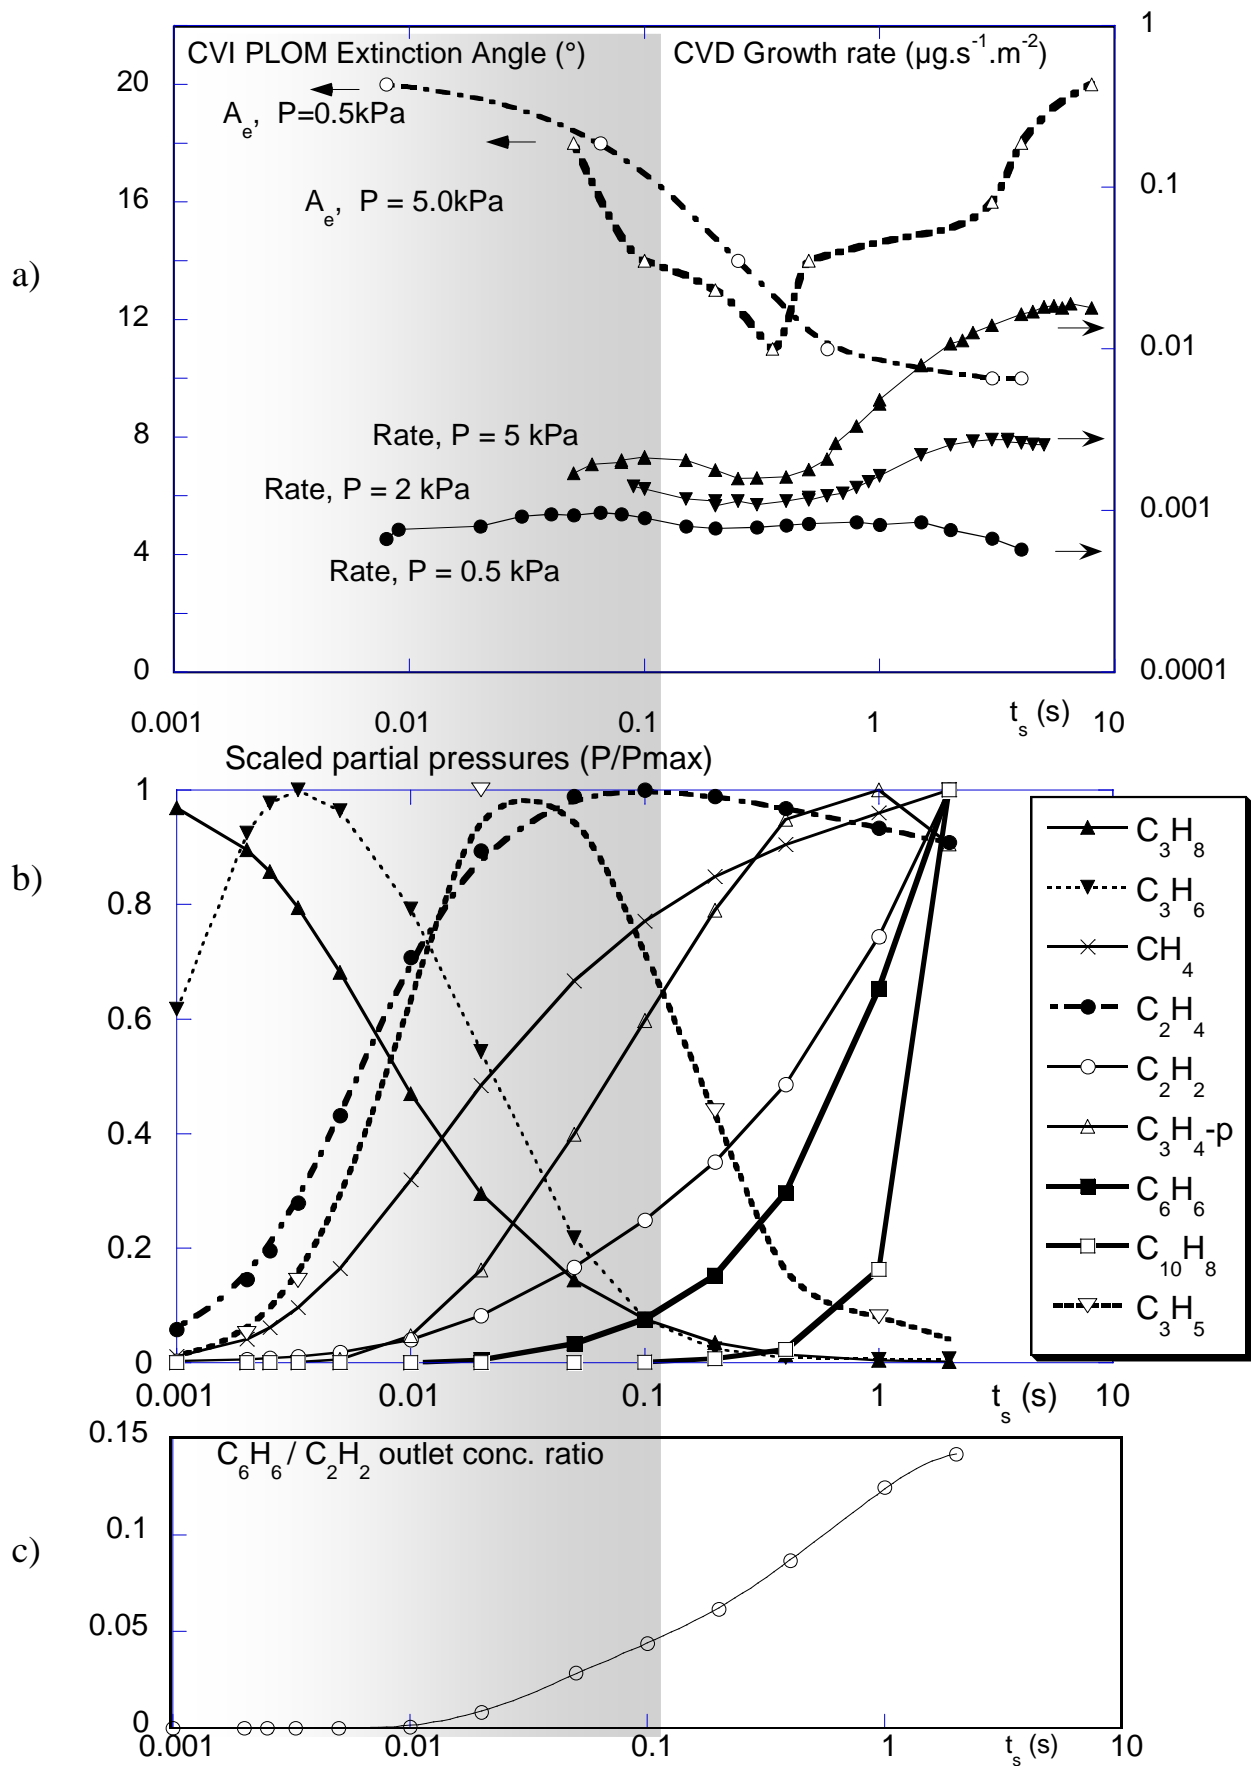 CVI PLOM Extinction Angle (°) CVD Growth rate (µg.s⁻¹.m⁻²) 1
20
Aₑ, P=0.5kPa
16 Aₑ, P = 5.0kPa 0.1
a)
12 0.01
8 Rate, P = 5 kPa
Rate, P = 2 kPa 0.001
4 Rate, P = 0.5 kPa
0 0.0001
0.001 0.01 0.1 1 tₛ (s) 10
Scaled partial pressures (P/Pmax)
1
b)
0.8
0.6
0.4
0.2
0
C₃H₈
C₃H₆
CH₄
C₂H₄
C₂H₂
C₃H₄-p
C₆H₆
C₁₀H₈
C₃H₅
0.001 0.01 0.1 1 tₛ (s) 10
0.15
C₆H₆ / C₂H₂ outlet conc. ratio
0.1
c)
0.05
0
0.001 0.01 0.1 1 tₛ (s) 10